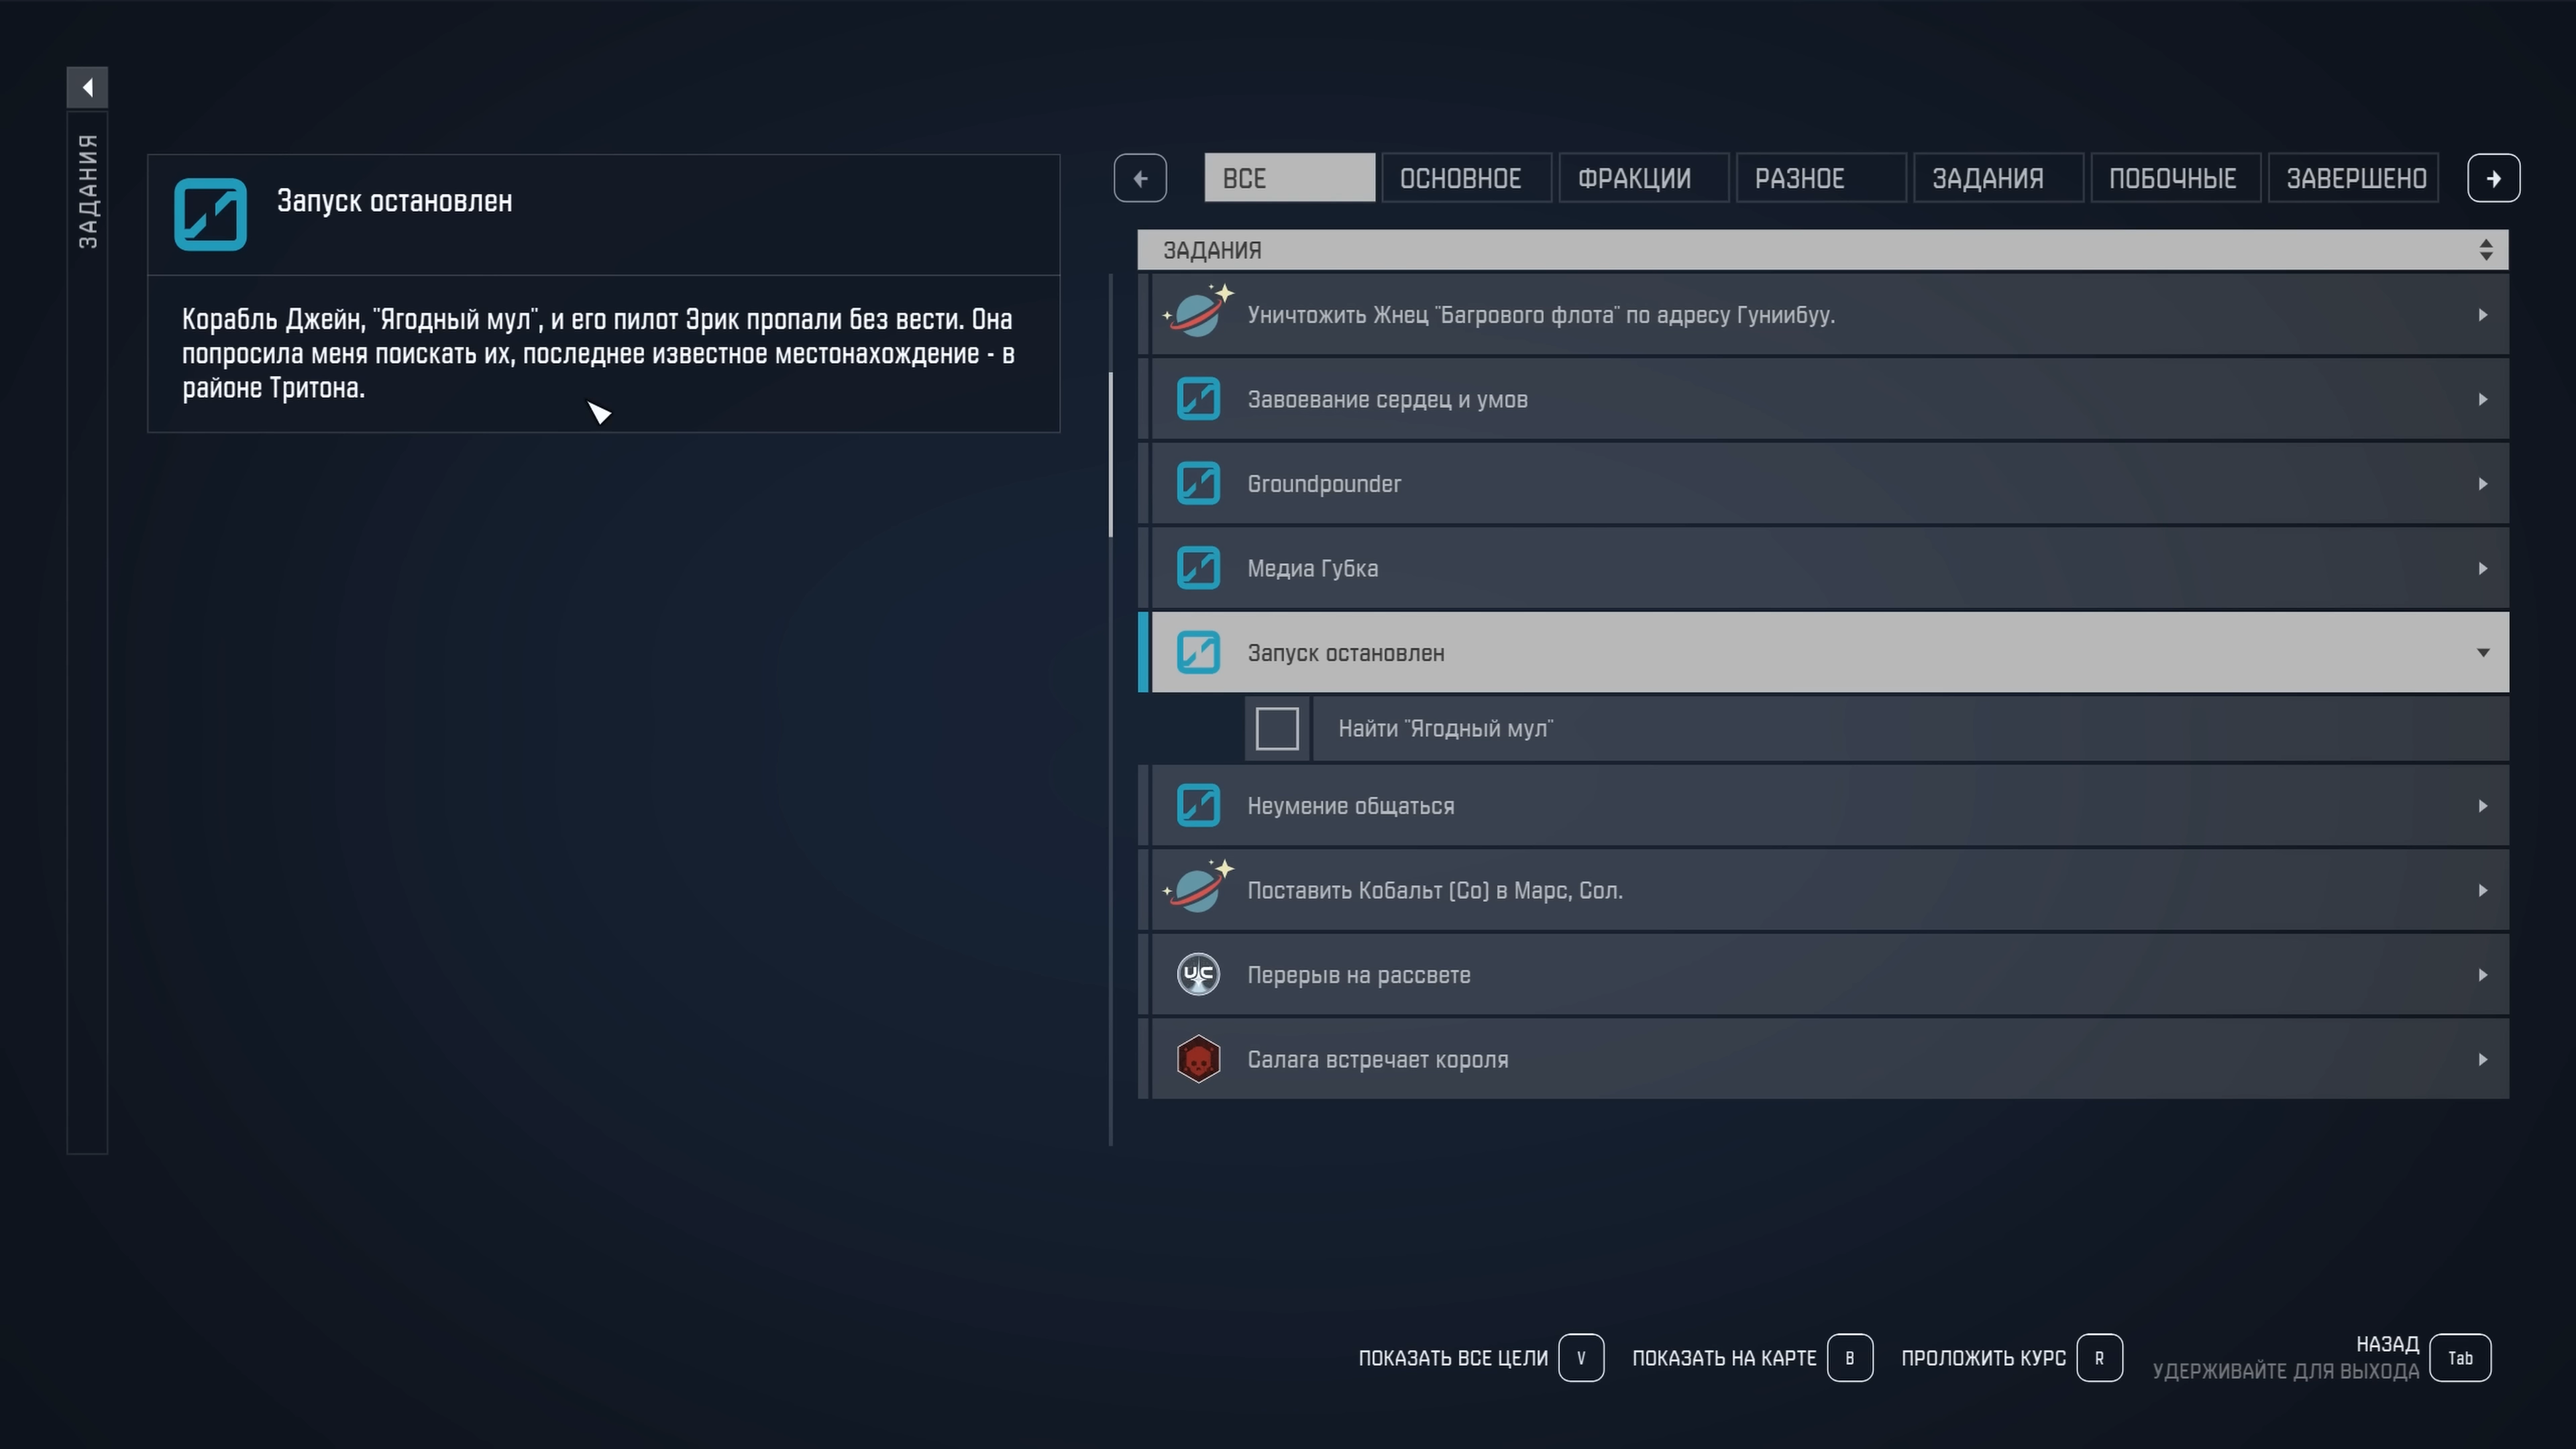 ЗАДАНИЯ
Запуск остановлен
Корабль Джейн, "Ягодный мул", и его пилот Эрик пропали без вести. Она
попросила меня поискать их, последнее известное местонахождение - в
районе Тритона.
ВСЕ
ОСНОВНОЕ
ФРАКЦИИ
РАЗНОЕ
ЗАДАНИЯ
ПОБОЧНЫЕ
ЗАВЕРШЕНО
ЗАДАНИЯ
Уничтожить Жнец "Багрового флота" по адресу Гуниибуу.
Завоевание сердец и умов
Groundpounder
Медиа Губка
Запуск остановлен
Найти "Ягодный мул"
Неумение общаться
Поставить Кобальт (Co) в Марс, Сол.
UC
Перерыв на рассвете
Салага встречает короля
ПОКАЗАТЬ ВСЕ ЦЕЛИ V
ПОКАЗАТЬ НА КАРТЕ B
ПРОЛОЖИТЬ КУРС R
НАЗАД
УДЕРЖИВАЙТЕ ДЛЯ ВЫХОДА
Tab